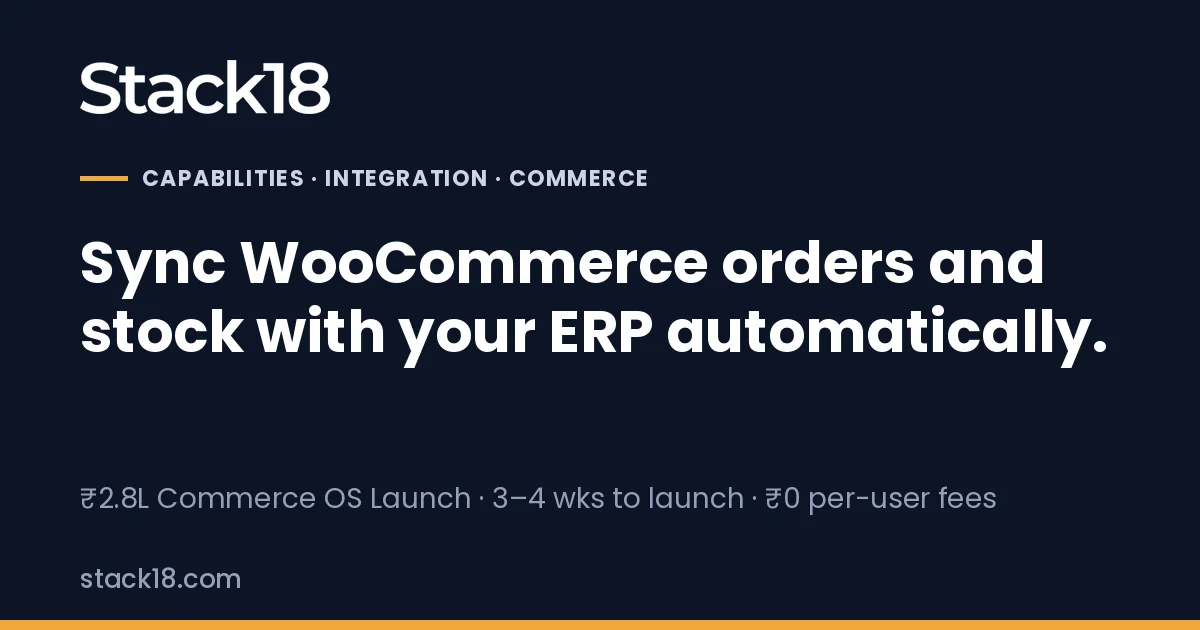 Stack18
CAPABILITIES · INTEGRATION · COMMERCE
Sync WooCommerce orders and
stock with your ERP automatically.
₹2.8L Commerce OS Launch · 3–4 wks to launch · ₹0 per-user fees
stack18.com